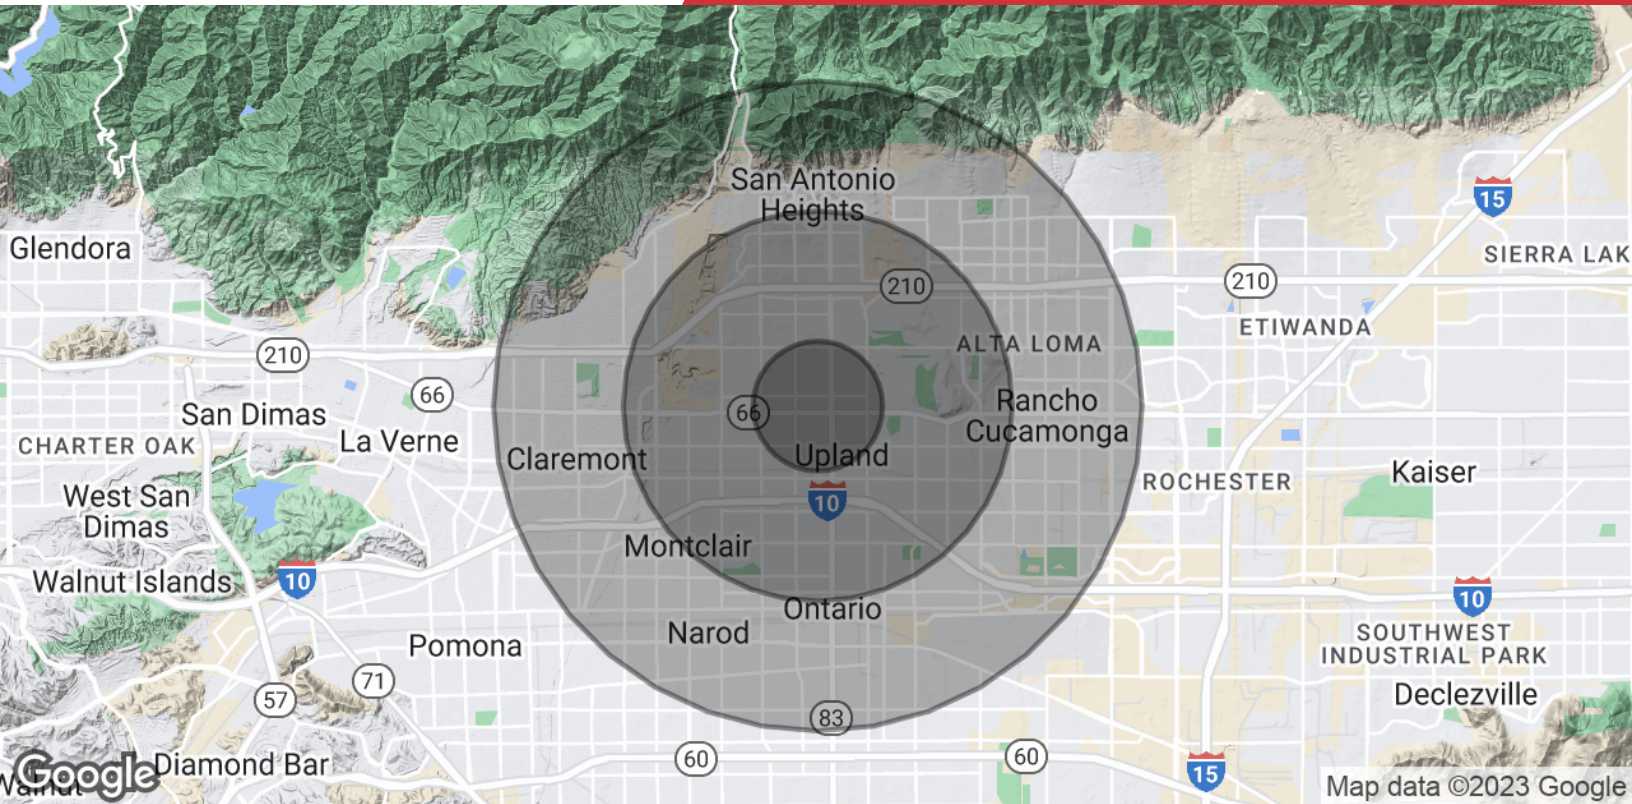 San Antonio
Heights
15
Glendora
SIERRA LAK
210
210
ETIWANDA
ALTA LOMA
210
66
San Dimas
66
Rancho
Cucamonga
CHARTER OAK
La Verne
Claremont
Upland
Kaiser
ROCHESTER
West San
Dimas
10
Montclair
Walnut Islands
10
10
Ontario
Narod
SOUTHWEST
INDUSTRIAL PARK
Pomona
71
57
Declezville
83
60
60
Diamond Bar
15
Walnut
Google
Map data ©2023 Google